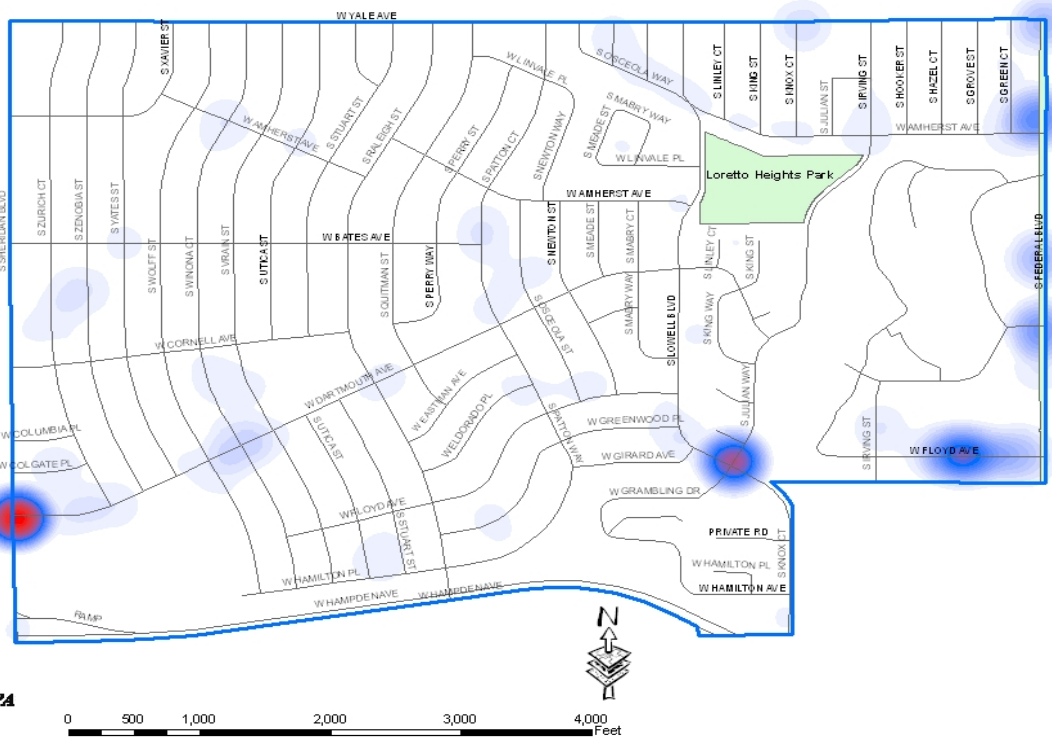 W YALE AVE
S XAVIER ST
W LINVALE PL
S OSCEOLA WAY
S LINLEY CT
S KING ST
S KNOX CT
S JULIAN ST
S IRVING ST
S HOOKER ST
S HAZEL CT
S GROVE ST
S GREEN CT
W AMHERST AVE
S STUART ST
S RALEIGH ST
S PERRY ST
S PATTON CT
S NEWTON WAY
S MEADE ST
S MABRY WAY
W LINVALE PL
W AMHERST AVE
Loretto Heights Park
W AMHERST AVE
S SHERIDAN BLVD
S ZURICH CT
S ZENOBIA ST
S YATES ST
S WOLFF ST
S WINONA CT
S VRAIN ST
S UTICA ST
W BATES AVE
S QUITMAN ST
S PERRY WAY
S NEWTON ST
S MEADE ST
S MABRY CT
S LINLEY CT
S KING ST
S FEDERAL BLVD
S OSCEOLA ST
S MABRY WAY
S LOWELL BLVD
S KING WAY
W CORNELL AVE
W DARTMOUTH AVE
W EASTMAN AVE
W ELDORADO PL
S JULIAN WAY
W COLUMBIA PL
W COLGATE PL
S UTICA ST
S PATTON WAY
W GREENWOOD PL
W GIRARD AVE
S IRVING ST
W FLOYD AVE
W FLOYD AVE
S STUART ST
W GRAMBLING DR
PRIVATE RD
S KNOX CT
W HAMILTON PL
W HAMILTON PL
W HAMILTON AVE
W HAMPDEN AVE
W HAMPDEN AVE
RAMP
N
ZA
0 500 1,000 2,000 3,000 4,000
Feet